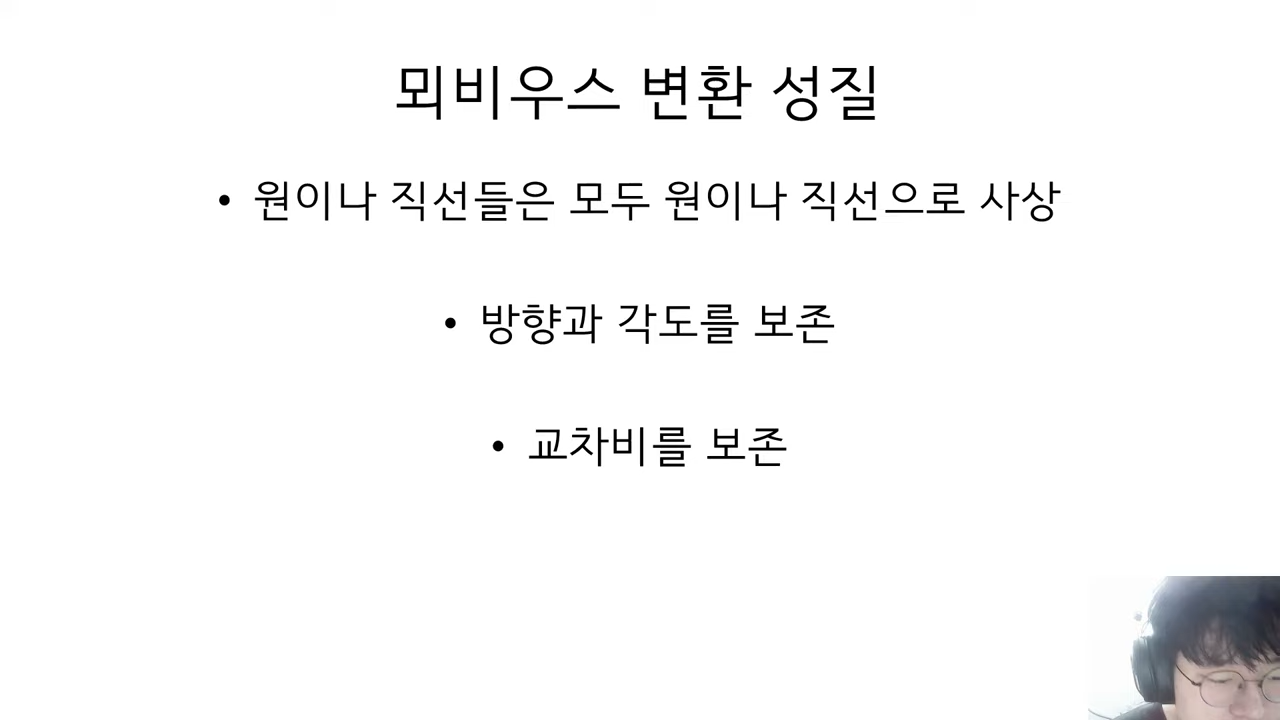 뫼비우스 변환 성질
• 원이나 직선들은 모두 원이나 직선으로 사상
• 방향과 각도를 보존
• 교차비를 보존